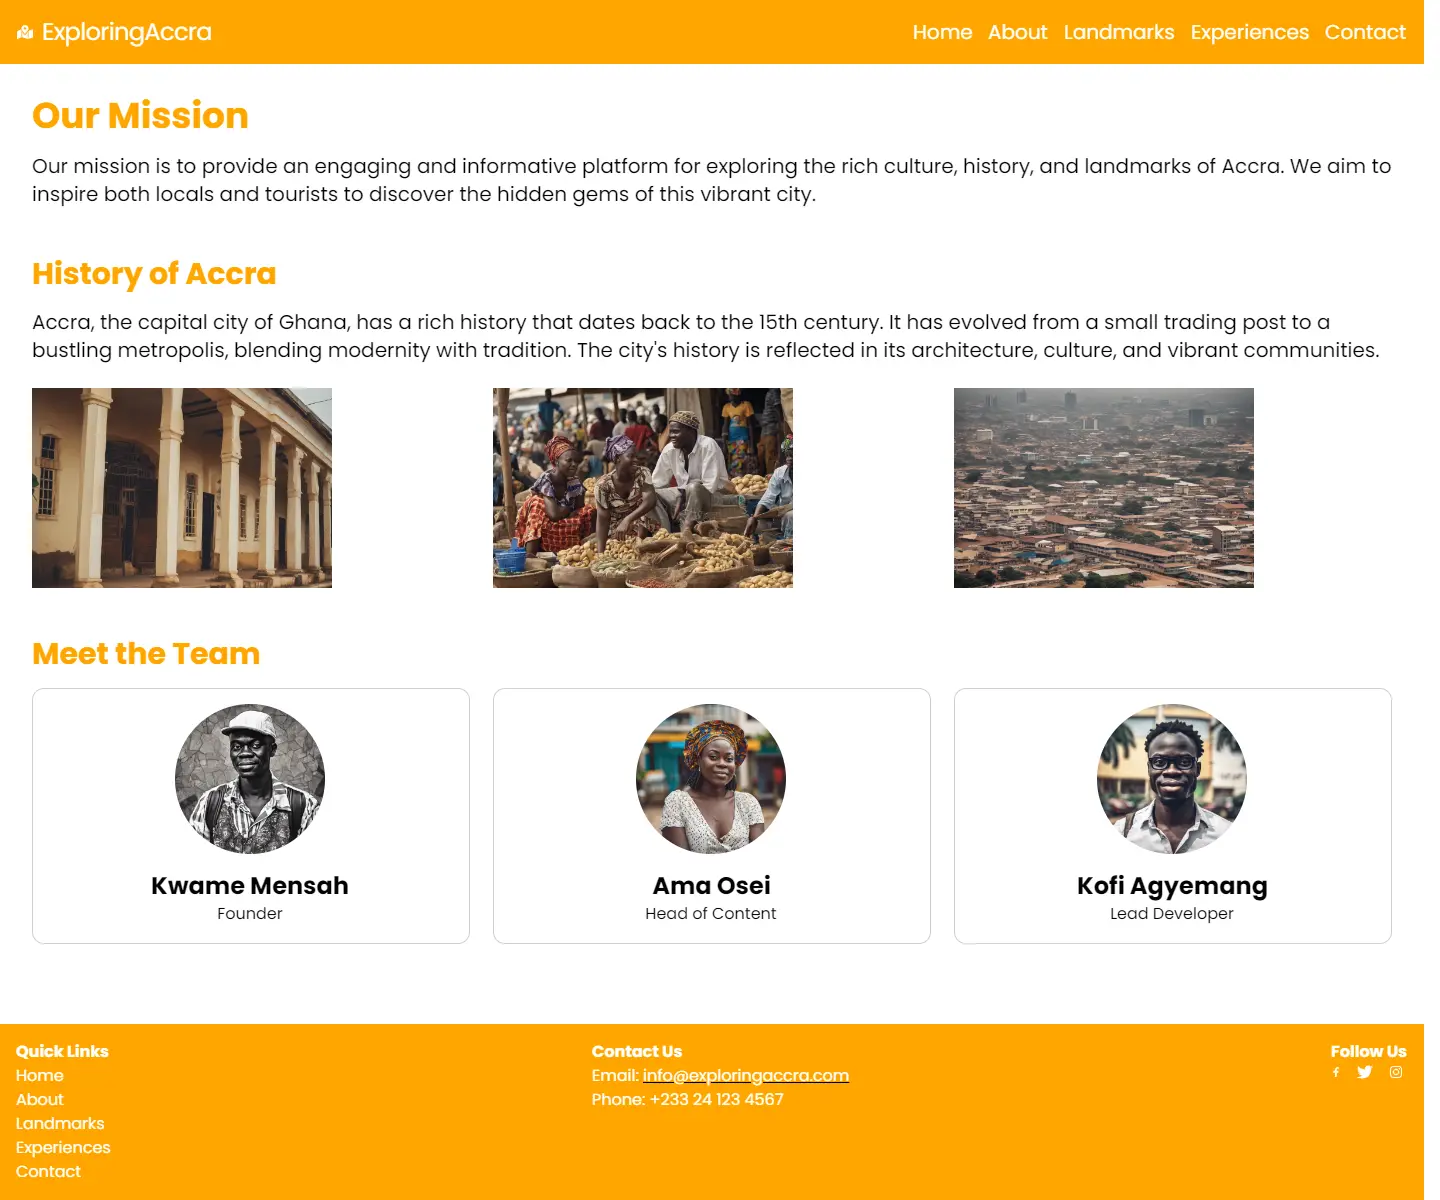 ExploringAccra
Home About Landmarks Experiences Contact
Our Mission
Our mission is to provide an engaging and informative platform for exploring the rich culture, history, and landmarks of Accra. We aim to
inspire both locals and tourists to discover the hidden gems of this vibrant city.
History of Accra
Accra, the capital city of Ghana, has a rich history that dates back to the 15th century. It has evolved from a small trading post to a
bustling metropolis, blending modernity with tradition. The city's history is reflected in its architecture, culture, and vibrant communities.
Meet the Team
Kwame Mensah
Founder
Ama Osei
Head of Content
Kofi Agyemang
Lead Developer
Quick Links
Home
About
Landmarks
Experiences
Contact
Contact Us
Email: info@exploringaccra.com
Phone: +233 24 123 4567
Follow Us